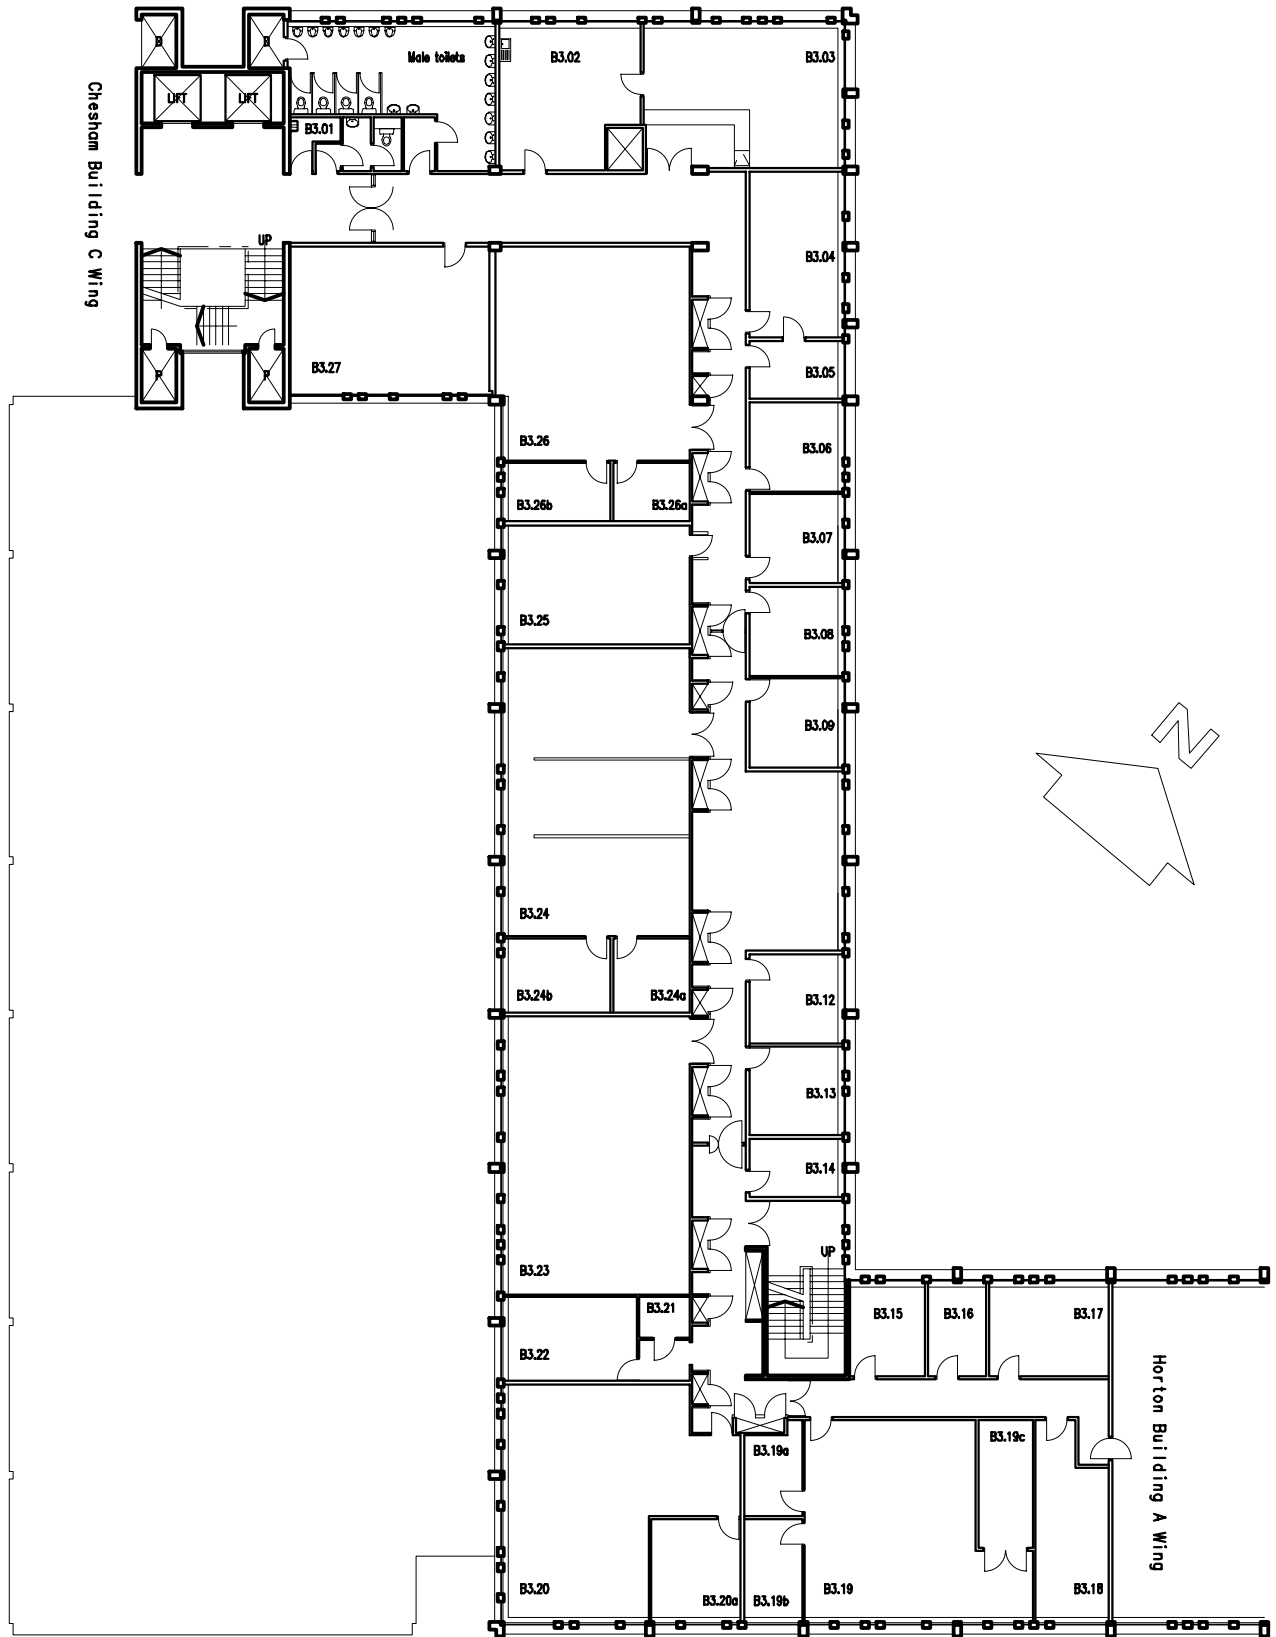 D
D
LIFT
LIFT
Male toilets
B3.01
B3.02
B3.03
Chesham Building C Wing
UP
P
P
B3.27
B3.04
B3.05
B3.26
B3.06
B3.26b
B3.26a
B3.07
B3.25
B3.08
B3.09
N
B3.24
B3.24b
B3.24a
B3.12
B3.13
B3.14
B3.23
UP
B3.21
B3.22
B3.15
B3.16
B3.17
Horton Building A Wing
B3.19a
B3.19c
B3.20
B3.20a
B3.19b
B3.19
B3.18